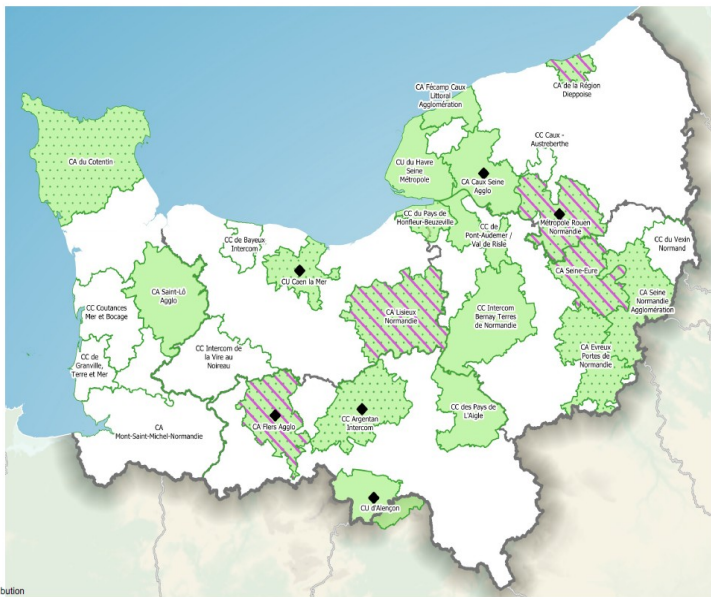 CA Fécamp Caux
Littoral
Agglomération
CA de la Région
Dieppoise
CA du Cotentin
CC Caux -
Austreberthe
CU du Havre
Seine
Métropole
CA Caux Seine
Agglo
CC du Pays de
Honfleur-Beuzeville
CC de
Pont-Audemer /
Val de Risle
Métropole Rouen
Normandie
CC du Vexin
Normand
CC de Bayeux
Intercom
CU Caen la Mer
CA Seine-Eure
CA Saint-Lô
Agglo
CA Seine
Normandie
Agglomération
CC Coutances
Mer et Bocage
CA Lisieux
Normandie
CC Intercom
Bernay Terres
de Normandie
CC de
Granville,
Terre et Mer
CC Intercom de
la Vire au
Noireau
CA Evreux
Portes de
Normandie
CA
Mont-Saint-Michel-Normandie
CA Flers Agglo
CC Argentan
Intercom
CC des Pays de
L'Aigle
CU d'Alençon
bution